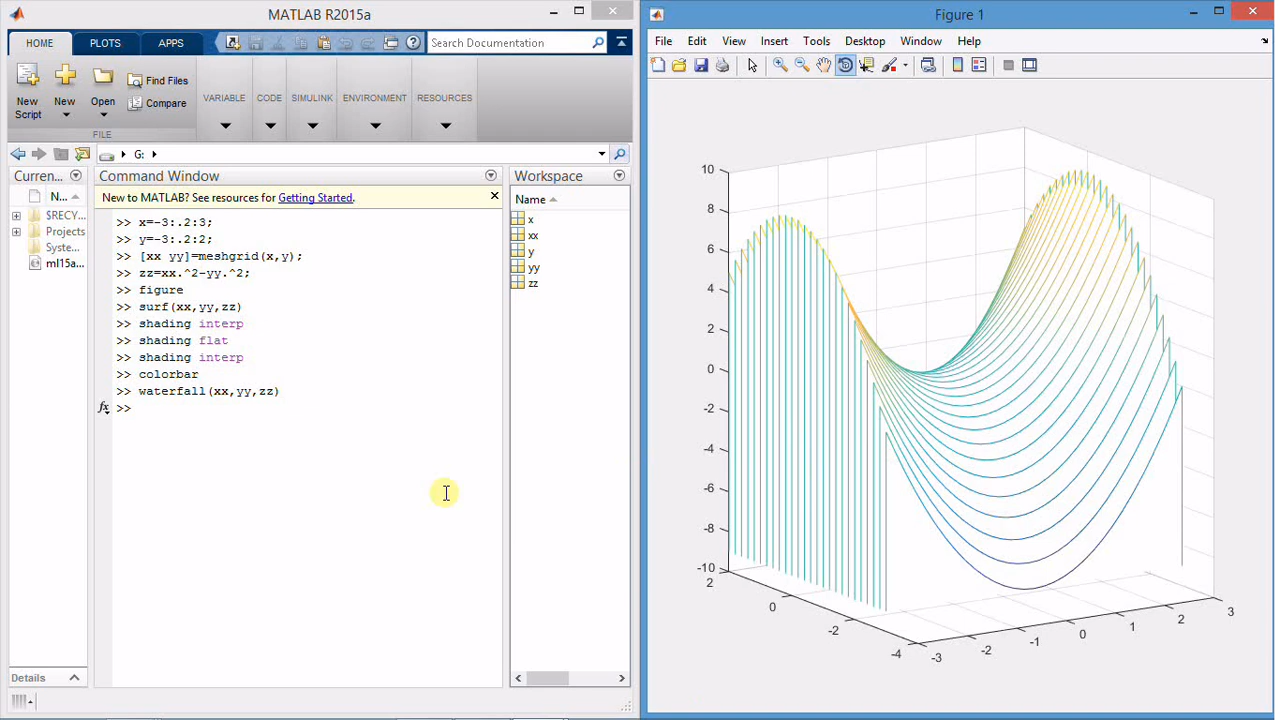 MATLAB R2015a
HOME
PLOTS
APPS
Search Documentation
New Script
New
Open
Find Files
Compare
FILE
VARIABLE
CODE
SIMULINK
ENVIRONMENT
RESOURCES
G:
Curren...
N...
$RECY...
Projects
Syste...
ml15a...
Details
Command Window
New to MATLAB? See resources for Getting Started.
>> x=-3:.2:3;
>> y=-3:.2:2;
>> [xx yy]=meshgrid(x,y);
>> zz=xx.^2-yy.^2;
>> figure
>> surf(xx,yy,zz)
>> shading interp
>> shading flat
>> shading interp
>> colorbar
>> waterfall(xx,yy,zz)
fx >>
Workspace
Name
x
xx
y
yy
zz
Figure 1
File Edit View Insert Tools Desktop Window Help
10
8
6
4
2
0
-2
-4
-6
-8
-10
2
0
-2
-4
-3
-2
-1
0
1
2
3